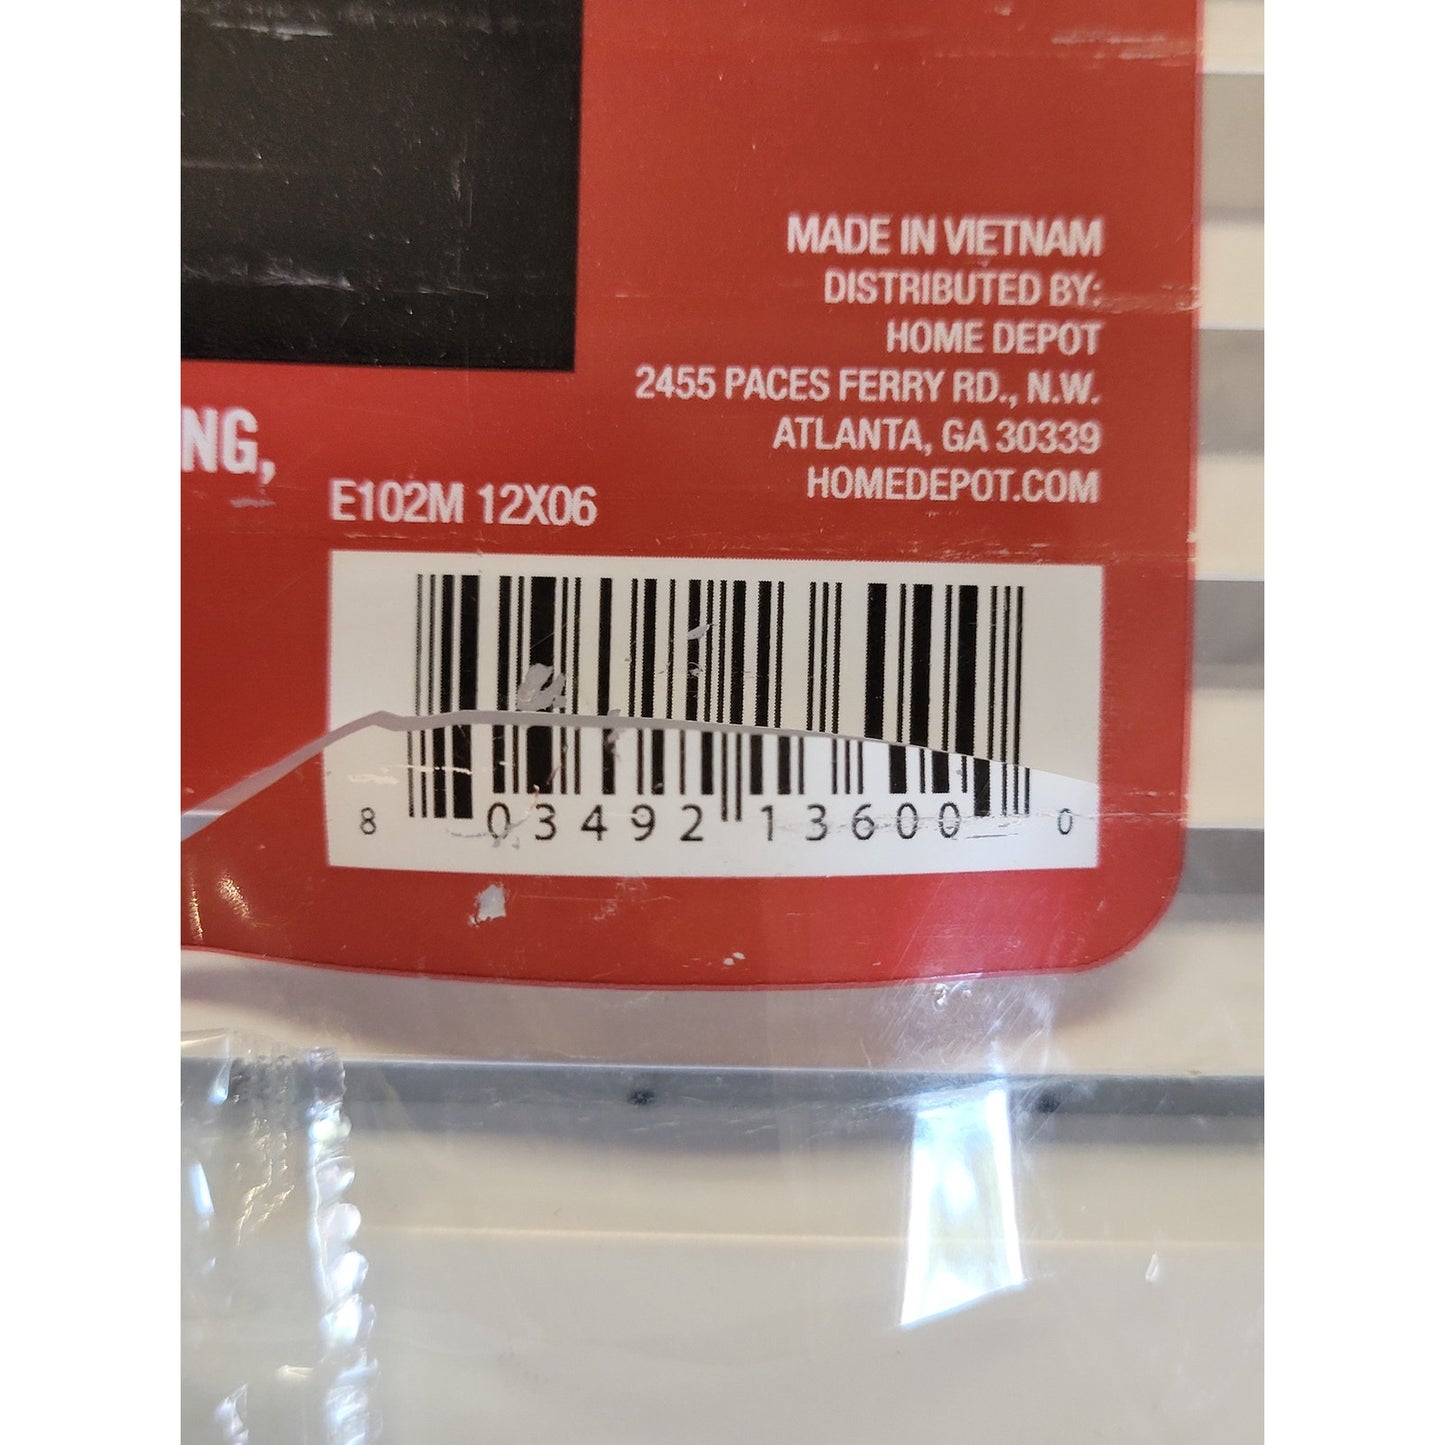 MADE IN VIETNAM
DISTRIBUTED BY:
HOME DEPOT
2455 PACES FERRY RD., N.W.
ATLANTA, GA 30339
HOMEDEPOT.COM
NG,
E102M 12X06
8 03492 13600 0